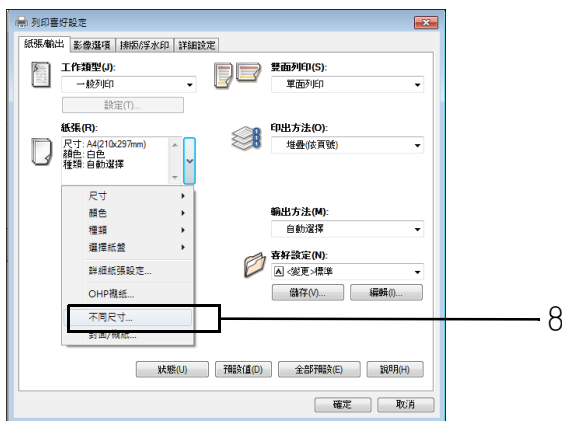 列印喜好設定
紙張/輸出 影像選項 排版/浮水印 詳細設定
工作類型(J):
一般列印
設定(T)...
雙面列印(S):
單面列印
紙張(R):
尺寸: A4(210x297mm)
顏色: 白色
種類: 自動選擇
印出方法(O):
堆疊(依頁號)
尺寸
顏色
種類
選擇紙盤
詳細紙張設定...
OHP襯紙...
不同尺寸...
封面/襯紙...
輸出方法(M):
自動選擇
喜好設定(N):
A <變更>標準
儲存(V)... 編輯(I)...
8
狀態(U) 預設值(D) 全部預設(E) 說明(H)
確定 取消